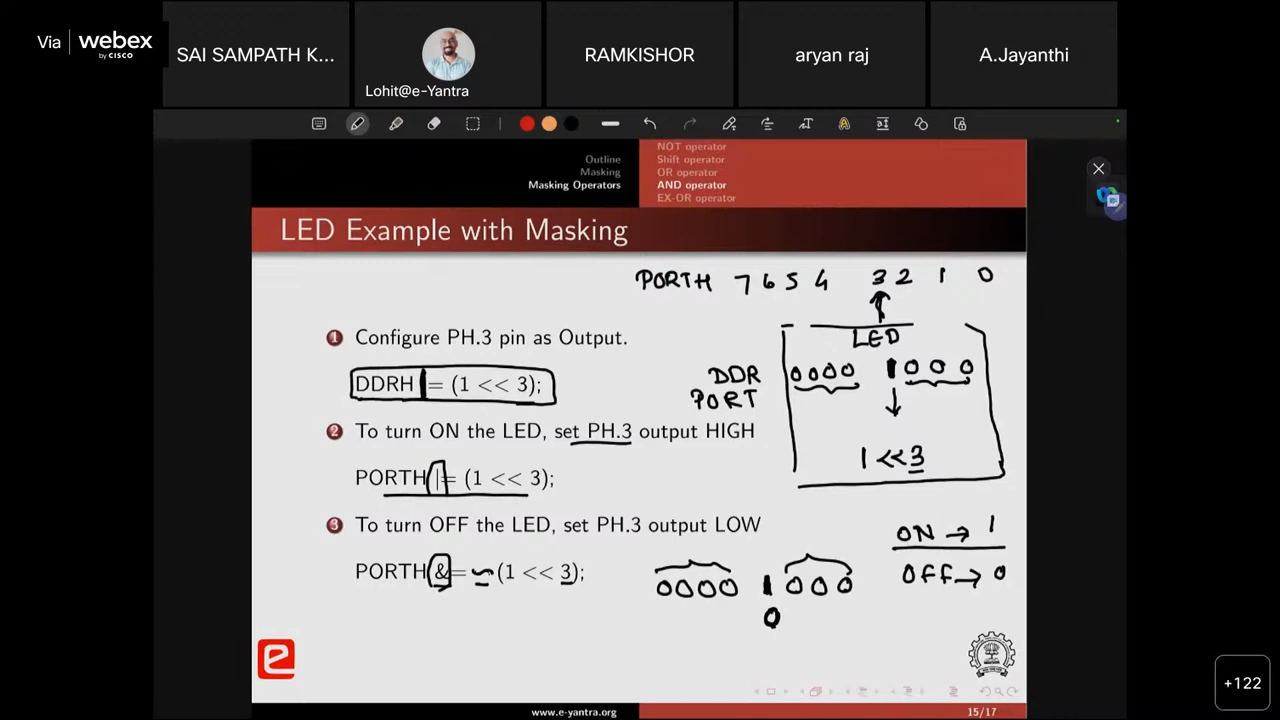 Via webex
by CISCO
SAI SAMPATH K...
Lohit@e-Yantra
RAMKISHOR
aryan raj
A.Jayanthi
Outline
Masking
Masking Operators
NOT operator
Shift operator
OR operator
AND operator
EX-OR operator
LED Example with Masking
PORTH 7 6 5 4 3 2 1 0
LED
1 Configure PH.3 pin as Output.
DDRH |= (1 << 3);
DDR 0000 1000
PORT
2 To turn ON the LED, set PH.3 output HIGH
1 << 3
PORTH |= (1 << 3);
3 To turn OFF the LED, set PH.3 output LOW
ON → 1
OFF → 0
PORTH &= ~ (1 << 3);
0000 1000
0
e
www.e-yantra.org
15/17
+122